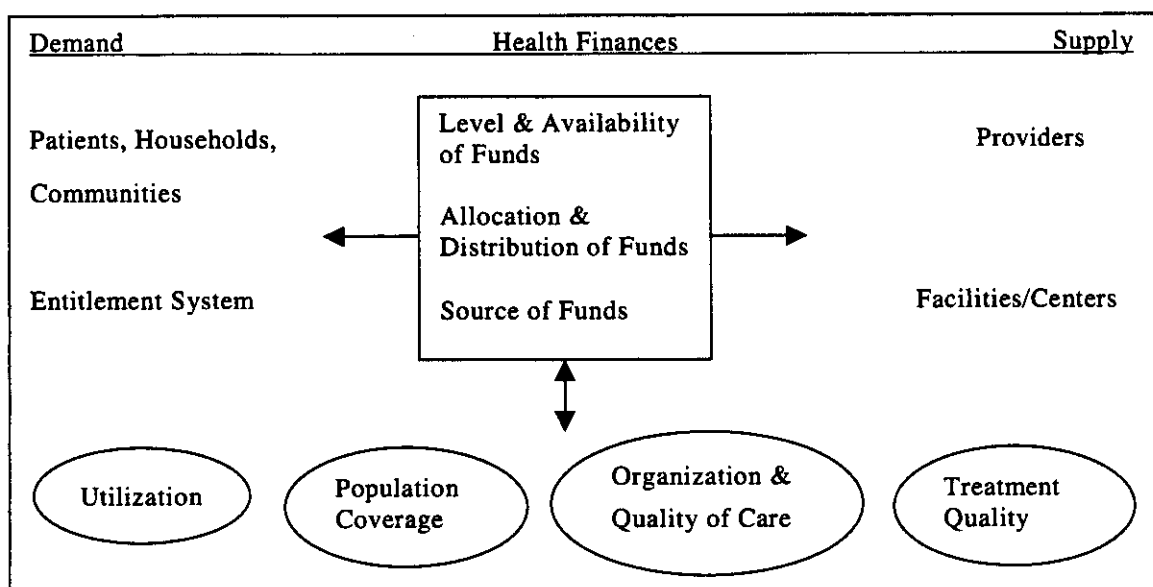 Demand Health Finances Supply
Patients, Households,
Communities
Entitlement System
Level & Availability
of Funds
Allocation &
Distribution of Funds
Source of Funds
Providers
Facilities/Centers
Utilization
Population
Coverage
Organization &
Quality of Care
Treatment
Quality